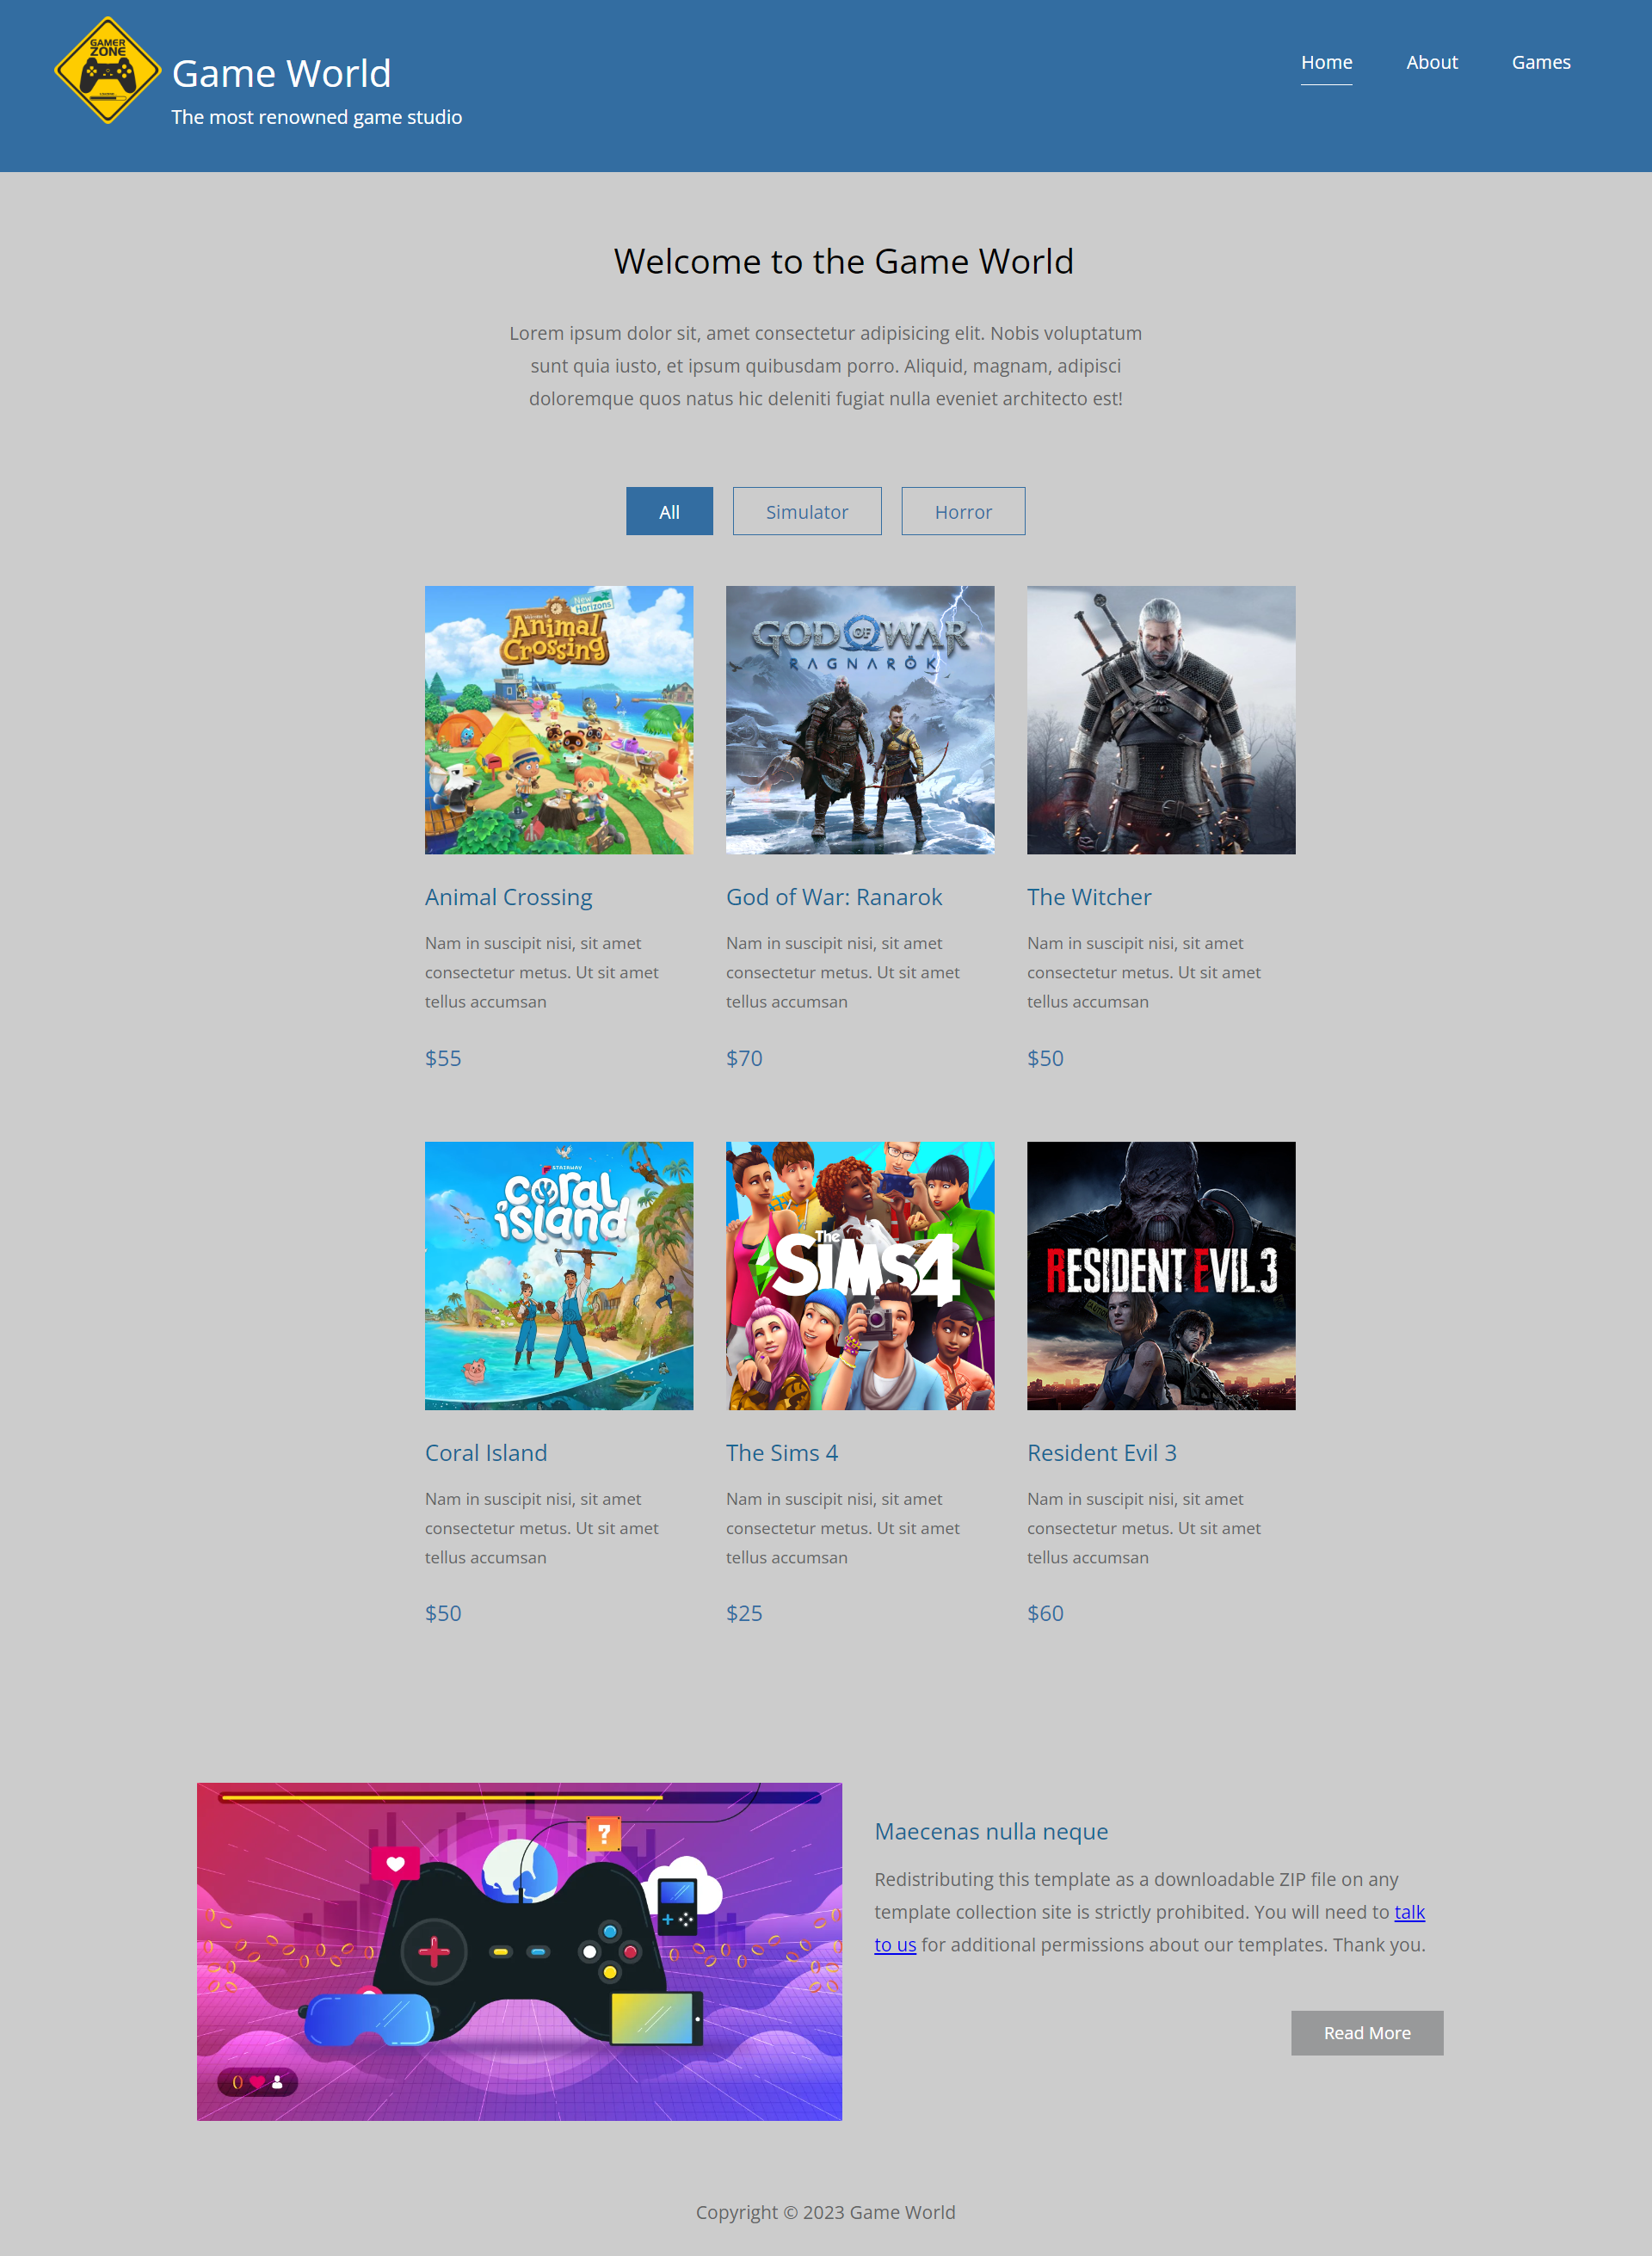 GAMER
ZONE
Game World
The most renowned game studio
Home
About
Games
Welcome to the Game World
Lorem ipsum dolor sit, amet consectetur adipisicing elit. Nobis voluptatum
sunt quia iusto, et ipsum quibusdam porro. Aliquid, magnam, adipisci
doloremque quos natus hic deleniti fugiat nulla eveniet architecto est!
All
Simulator
Horror
New
Horizons
Animal
Crossing
GOD OF WAR
RAGNARÖK
Animal Crossing
Nam in suscipit nisi, sit amet
consectetur metus. Ut sit amet
tellus accumsan
$55
God of War: Ranarok
Nam in suscipit nisi, sit amet
consectetur metus. Ut sit amet
tellus accumsan
$70
The Witcher
Nam in suscipit nisi, sit amet
consectetur metus. Ut sit amet
tellus accumsan
$50
STAIRWAY
coral
island
The
SIMS4
RESIDENT EVIL3
Coral Island
Nam in suscipit nisi, sit amet
consectetur metus. Ut sit amet
tellus accumsan
$50
The Sims 4
Nam in suscipit nisi, sit amet
consectetur metus. Ut sit amet
tellus accumsan
$25
Resident Evil 3
Nam in suscipit nisi, sit amet
consectetur metus. Ut sit amet
tellus accumsan
$60
?
0
Maecenas nulla neque
Redistributing this template as a downloadable ZIP file on any
template collection site is strictly prohibited. You will need to talk
to us for additional permissions about our templates. Thank you.
Read More
Copyright © 2023 Game World